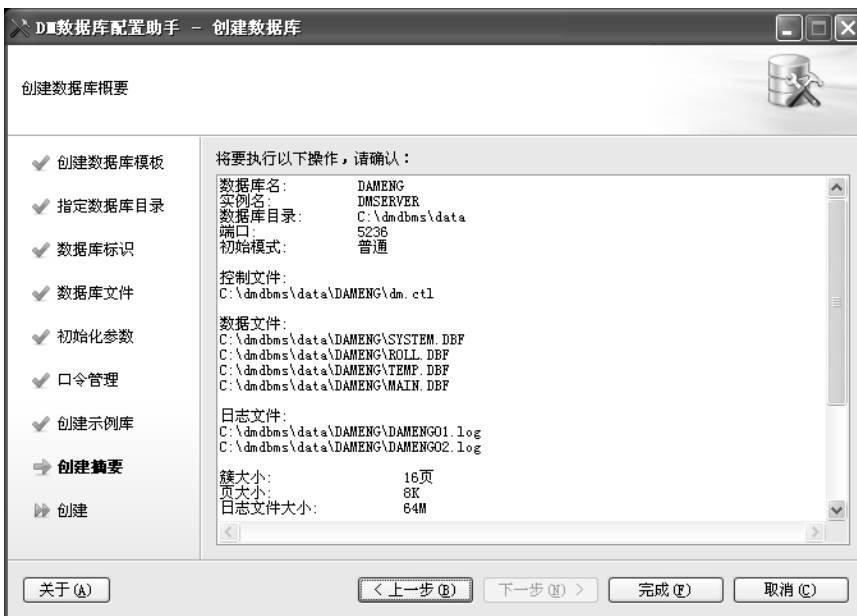 DM数据库配置助手 - 创建数据库
创建数据库概要
创建数据库模板
指定数据库目录
数据库标识
数据库文件
初始化参数
口令管理
创建示例库
创建摘要
创建
将要执行以下操作，请确认：
数据库名: DAMENG
实例名: DMSERVER
数据库目录: C:\dmdbms\data
端口: 5236
初始模式: 普通
控制文件:
C:\dmdbms\data\DAMENG\dm.ctl
数据文件:
C:\dmdbms\data\DAMENG\SYSTEM.DBF
C:\dmdbms\data\DAMENG\ROLL.DBF
C:\dmdbms\data\DAMENG\TEMP.DBF
C:\dmdbms\data\DAMENG\MAIN.DBF
日志文件:
C:\dmdbms\data\DAMENG\DAMENG01.log
C:\dmdbms\data\DAMENG\DAMENG02.log
簇大小: 16页
页大小: 8K
日志文件大小: 64M
关于(A) < 上一步(B) 下一步(N) > 完成(F) 取消(C)